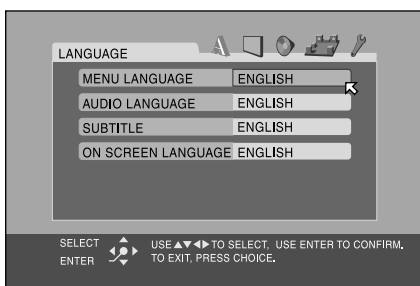 LANGUAGE
MENU LANGUAGE ENGLISH
AUDIO LANGUAGE ENGLISH
SUBTITLE ENGLISH
ON SCREEN LANGUAGE ENGLISH
SELECT
ENTER
USE ▲▼◀▶ TO SELECT, USE ENTER TO CONFIRM.
TO EXIT, PRESS CHOICE.